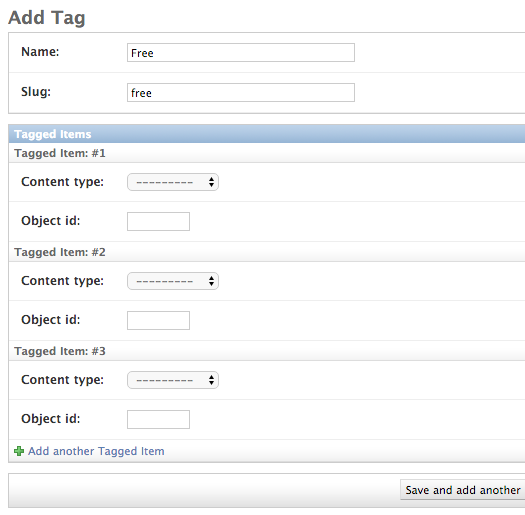 Add Tag
Name: Free
Slug: free
Tagged Items
Tagged Item: #1
Content type: ---------
Object id:
Tagged Item: #2
Content type: ---------
Object id:
Tagged Item: #3
Content type: ---------
Object id:
Add another Tagged Item
Save and add another